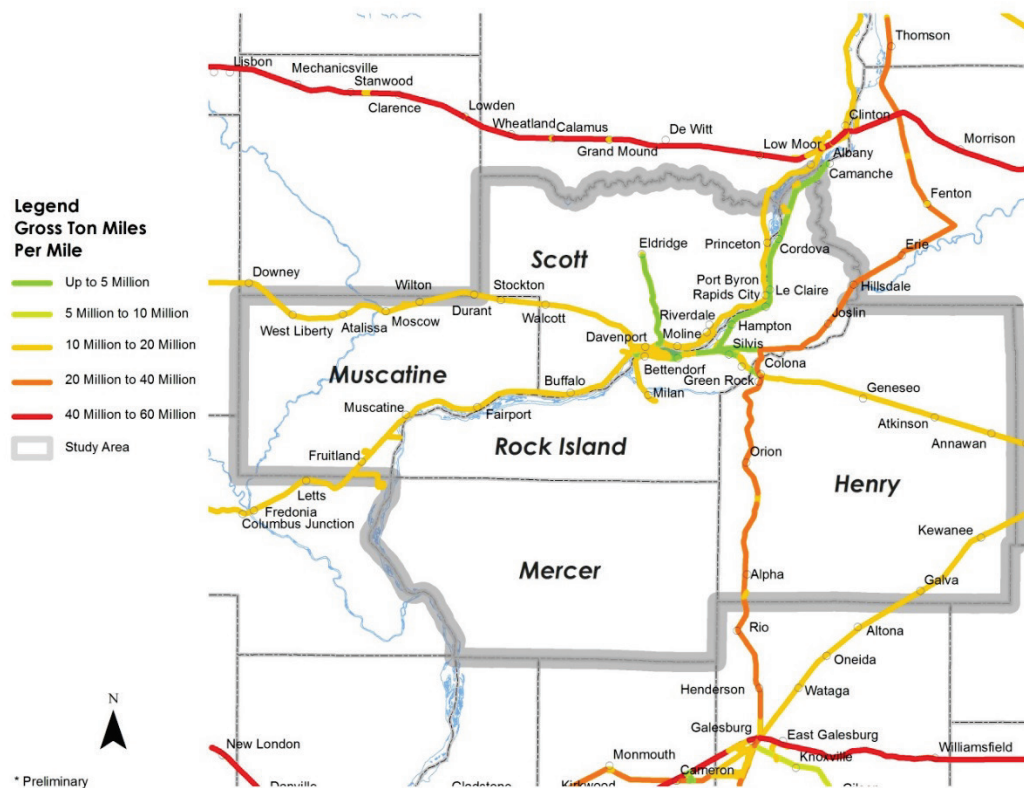 Thomson
Lisbon
Mechanicsville
Stanwood
Clarence
Lowden
Wheatland
Calamus
Grand Mound
De Witt
Clinton
Low Moor
Albany
Morrison
Camanche
Legend
Gross Ton Miles
Per Mile
Up to 5 Million
5 Million to 10 Million
10 Million to 20 Million
20 Million to 40 Million
40 Million to 60 Million
Study Area
Fenton
Eldridge
Princeton
Cordova
Erie
Scott
Downey
Wilton
Stockton
Port Byron
Rapids City
Le Claire
Hillsdale
West Liberty
Atalissa
Moscow
Durant
Walcott
Riverdale
Hampton
Joslin
Davenport
Moline
Silvis
Bettendorf
Colona
Green Rock
Muscatine
Buffalo
Milan
Geneseo
Muscatine
Fairport
Atkinson
Annawan
Rock Island
Orion
Fruitland
Henry
Letts
Fredonia
Columbus Junction
Kewanee
Mercer
Alpha
Galva
Rio
Altona
Oneida
Henderson
Wataga
N
Galesburg
East Galesburg
New London
Monmouth
Knoxville
Williamsfield
Cameron
* Preliminary
Danville
Gladstone
Kirkwood